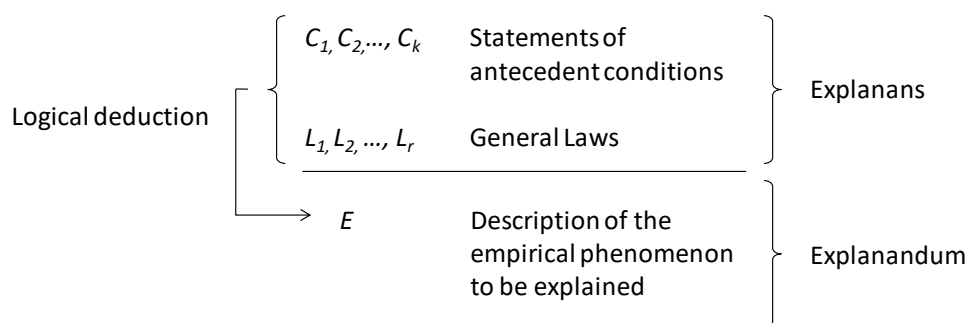 C1, C2,..., Ck Statements of
antecedent conditions
Explanans
Logical deduction
L1, L2, ..., Lr General Laws
E Description of the
empirical phenomenon
to be explained
Explanandum